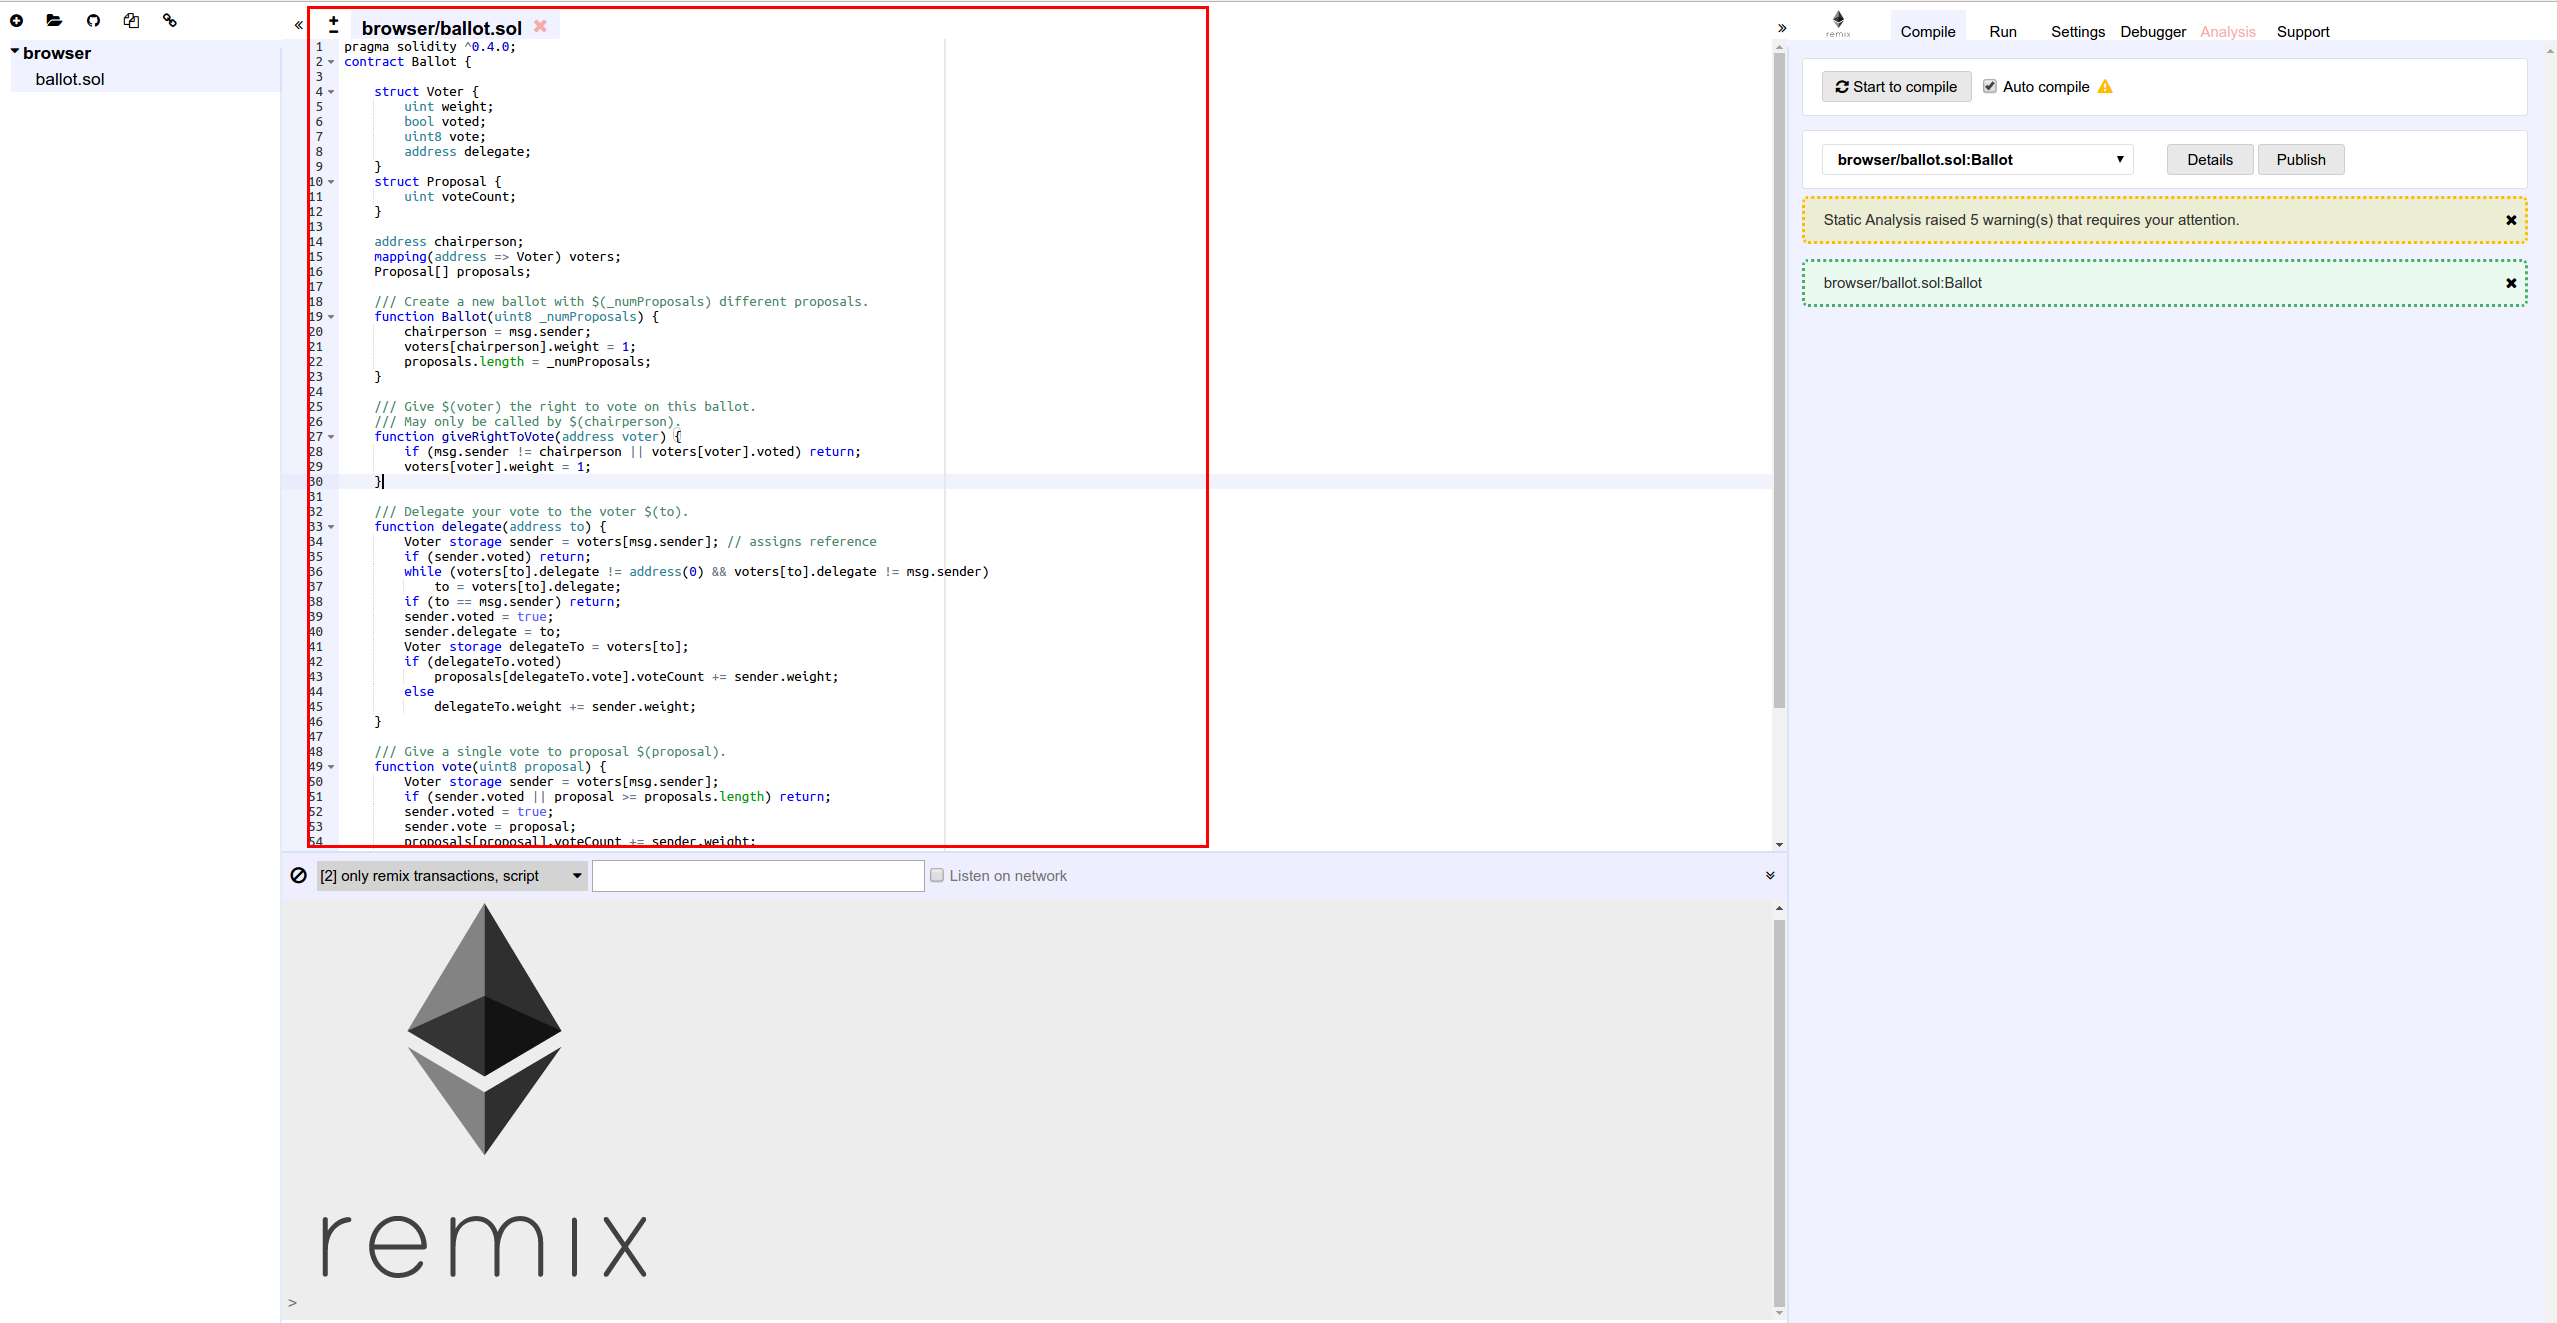 browser
ballot.sol
browser/ballot.sol
1 pragma solidity ^0.4.0;
2 contract Ballot {
3
4 struct Voter {
5 uint weight;
6 bool voted;
7 uint8 vote;
8 address delegate;
9 }
10 struct Proposal {
11 uint voteCount;
12 }
13
14 address chairperson;
15 mapping(address => Voter) voters;
16 Proposal[] proposals;
17
18 /// Create a new ballot with $(_numProposals) different proposals.
19 function Ballot(uint8 _numProposals) {
20 chairperson = msg.sender;
21 voters[chairperson].weight = 1;
22 proposals.length = _numProposals;
23 }
24
25 /// Give $(voter) the right to vote on this ballot.
26 /// May only be called by $(chairperson).
27 function giveRightToVote(address voter) {
28 if (msg.sender != chairperson || voters[voter].voted) return;
29 voters[voter].weight = 1;
30 }
31
32 /// Delegate your vote to the voter $(to).
33 function delegate(address to) {
34 Voter storage sender = voters[msg.sender]; // assigns reference
35 if (sender.voted) return;
36 while (voters[to].delegate != address(0) && voters[to].delegate != msg.sender)
37 to = voters[to].delegate;
38 if (to == msg.sender) return;
39 sender.voted = true;
40 sender.delegate = to;
41 Voter storage delegateTo = voters[to];
42 if (delegateTo.voted)
43 proposals[delegateTo.vote].voteCount += sender.weight;
44 else
45 delegateTo.weight += sender.weight;
46 }
47
48 /// Give a single vote to proposal $(proposal).
49 function vote(uint8 proposal) {
50 Voter storage sender = voters[msg.sender];
51 if (sender.voted || proposal >= proposals.length) return;
52 sender.voted = true;
53 sender.vote = proposal;
54 proposals[proposal].voteCount += sender.weight;
[2] only remix transactions, script
Listen on network
remix
>
remix
Compile Run Settings Debugger Analysis Support
Start to compile Auto compile
browser/ballot.sol:Ballot Details Publish
Static Analysis raised 5 warning(s) that requires your attention.
browser/ballot.sol:Ballot